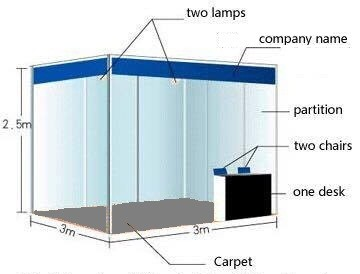 two lamps
company name
partition
2.5m
two chairs
one desk
3m
3m
Carpet